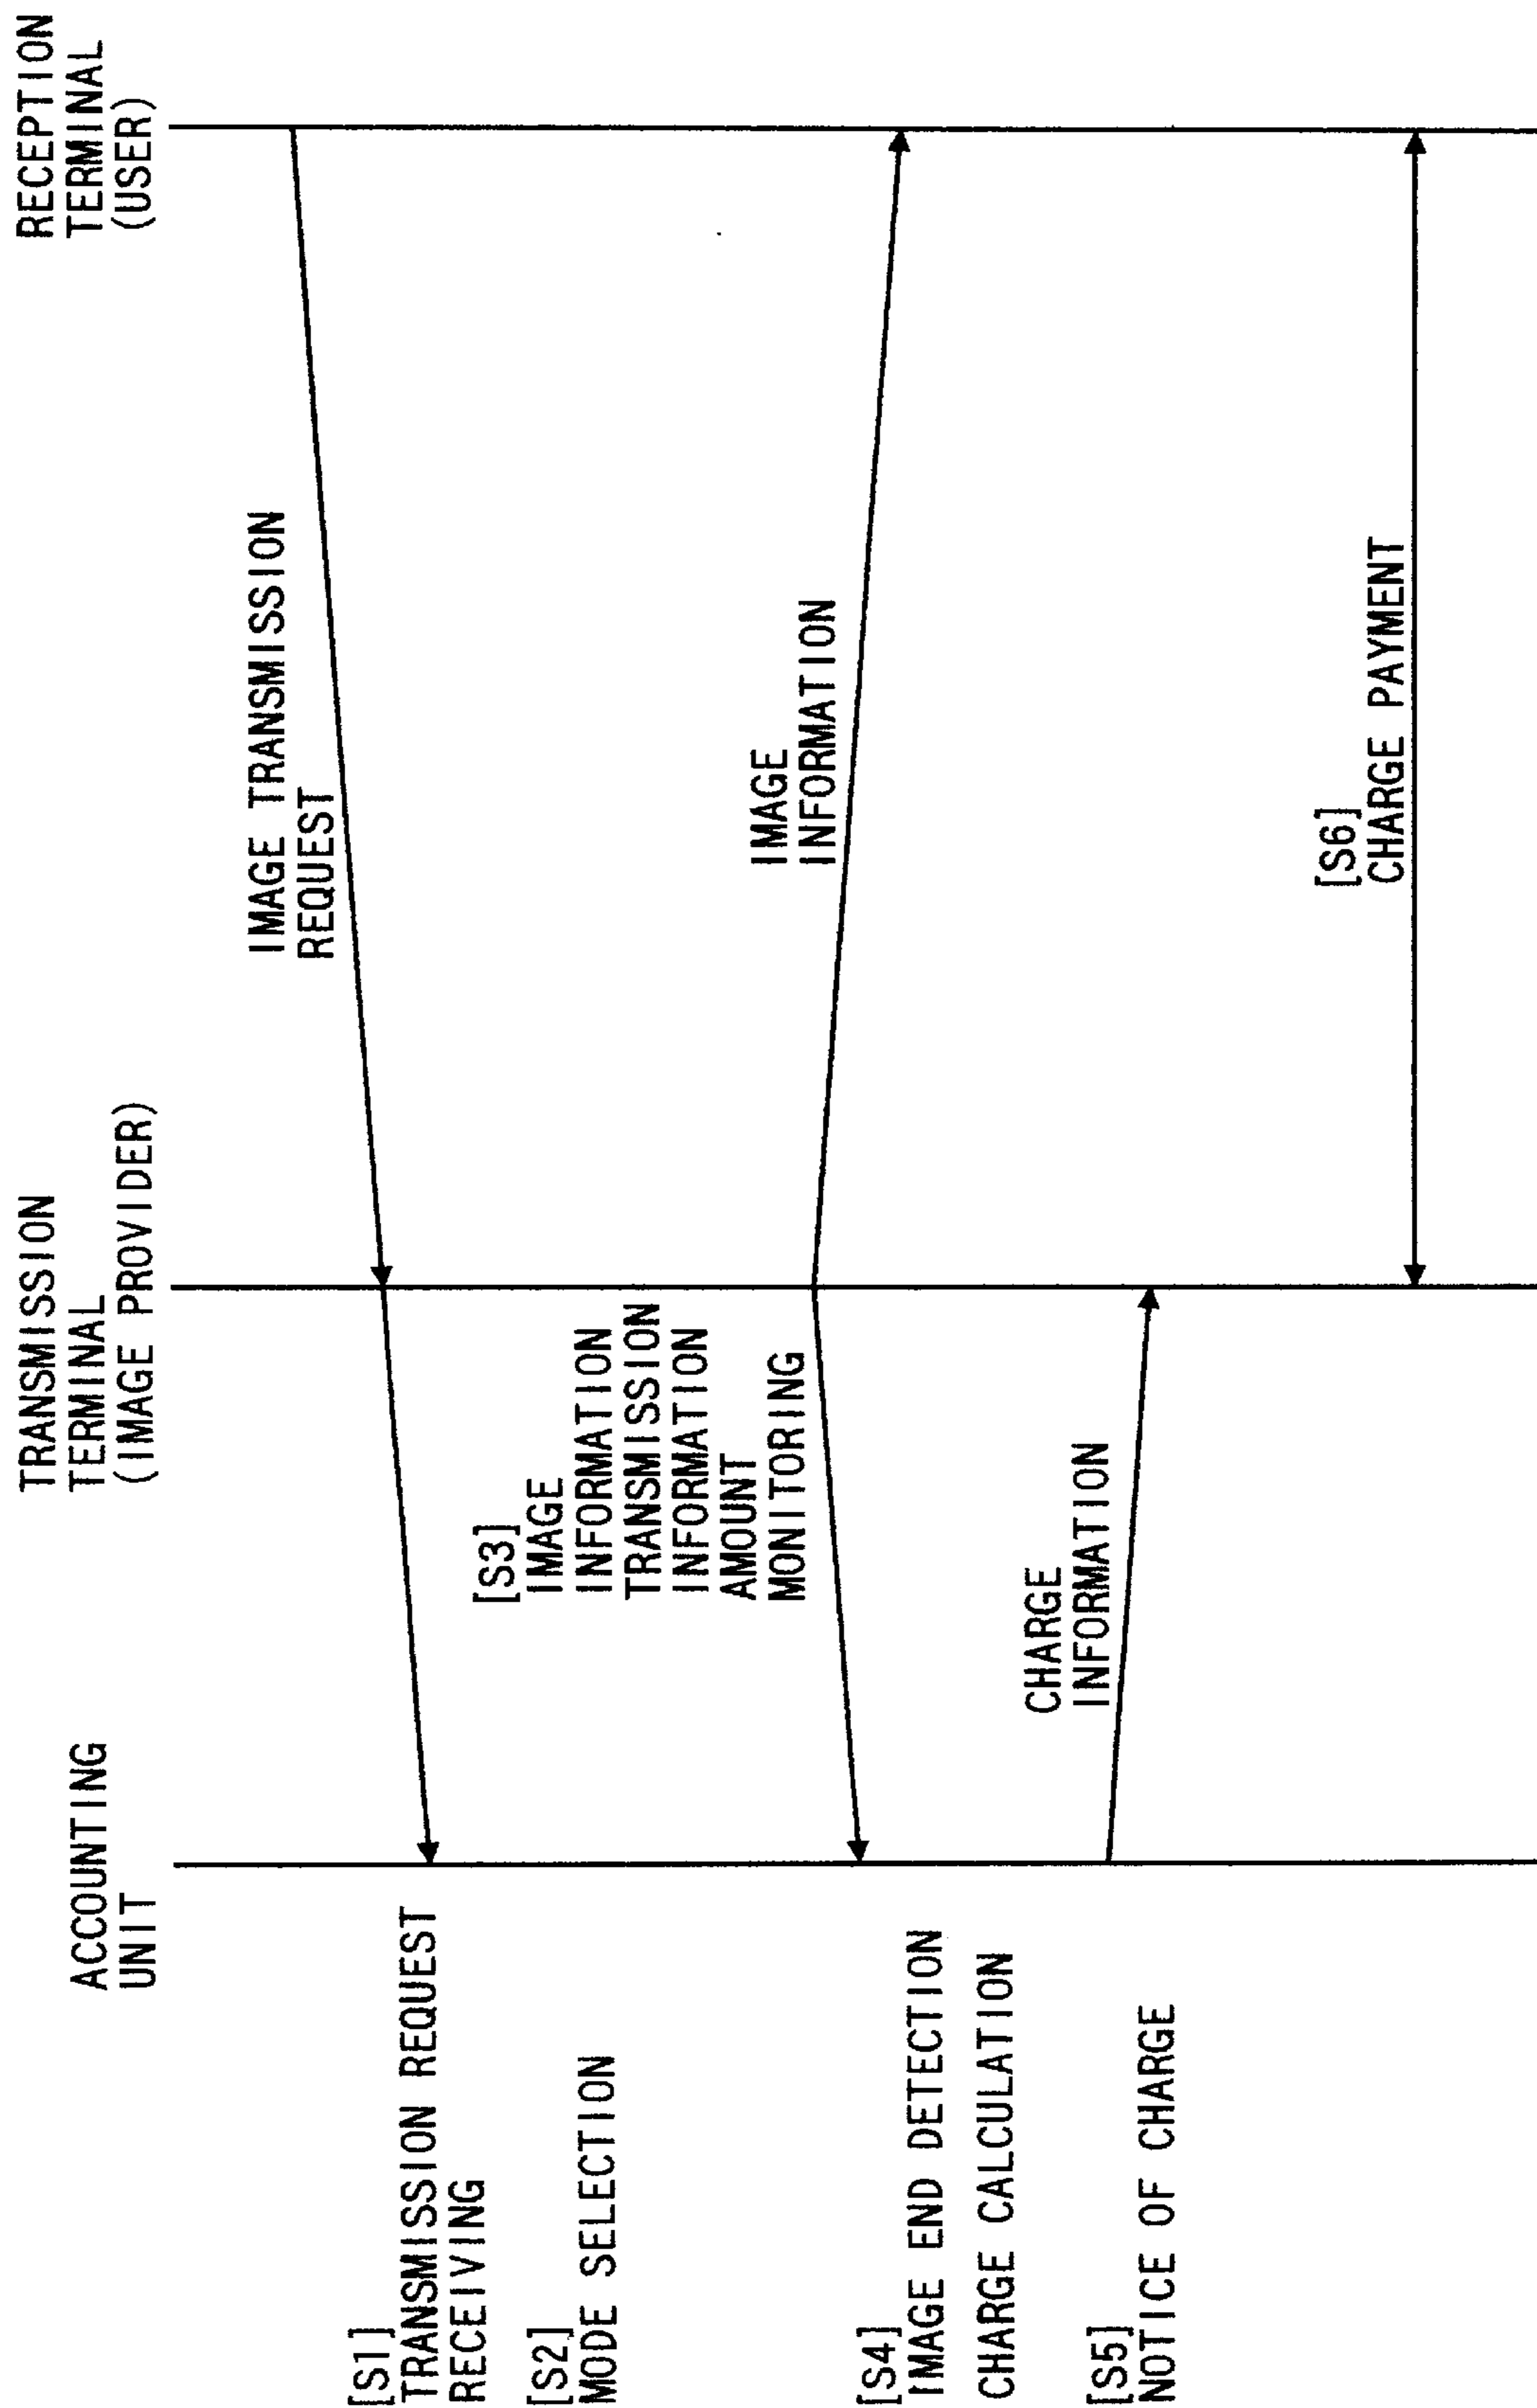 ACCOUNTING
UNIT
TRANSMISSION
TERMINAL
(IMAGE PROVIDER)
RECEPTION
TERMINAL
(USER)
IMAGE TRANSMISSION
REQUEST
[S1]
TRANSMISSION REQUEST
RECEIVING
[S2]
MODE SELECTION
[S3]
IMAGE
INFORMATION
TRANSMISSION
INFORMATION
AMOUNT
MONITORING
IMAGE
INFORMATION
[S4]
IMAGE END DETECTION
CHARGE CALCULATION
CHARGE
INFORMATION
[S5]
NOTICE OF CHARGE
[S6]
CHARGE PAYMENT